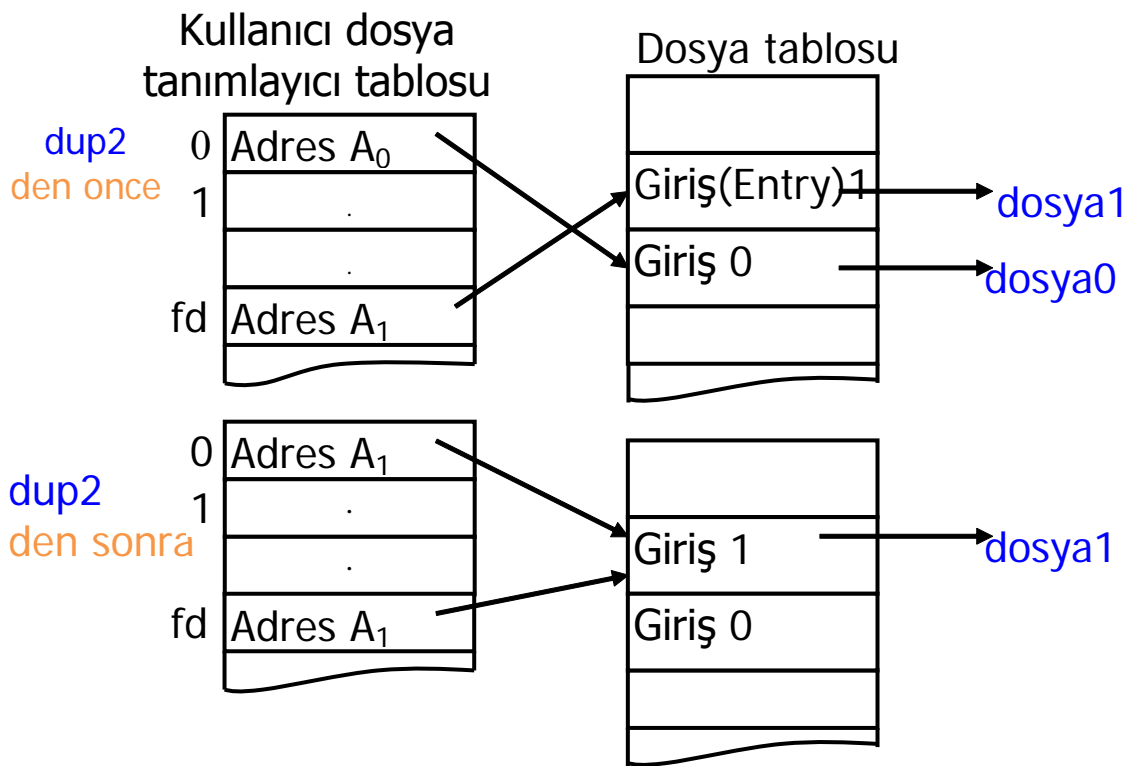 Kullanıcı dosya
tanımlayıcı tablosu
Dosya tablosu
dup2
den once
0 Adres A₀
1 .
.
fd Adres A₁
Giriş(Entry)1
dosya1
Giriş 0
dosya0
dup2
den sonra
0 Adres A₁
1 .
.
fd Adres A₁
Giriş 1
dosya1
Giriş 0